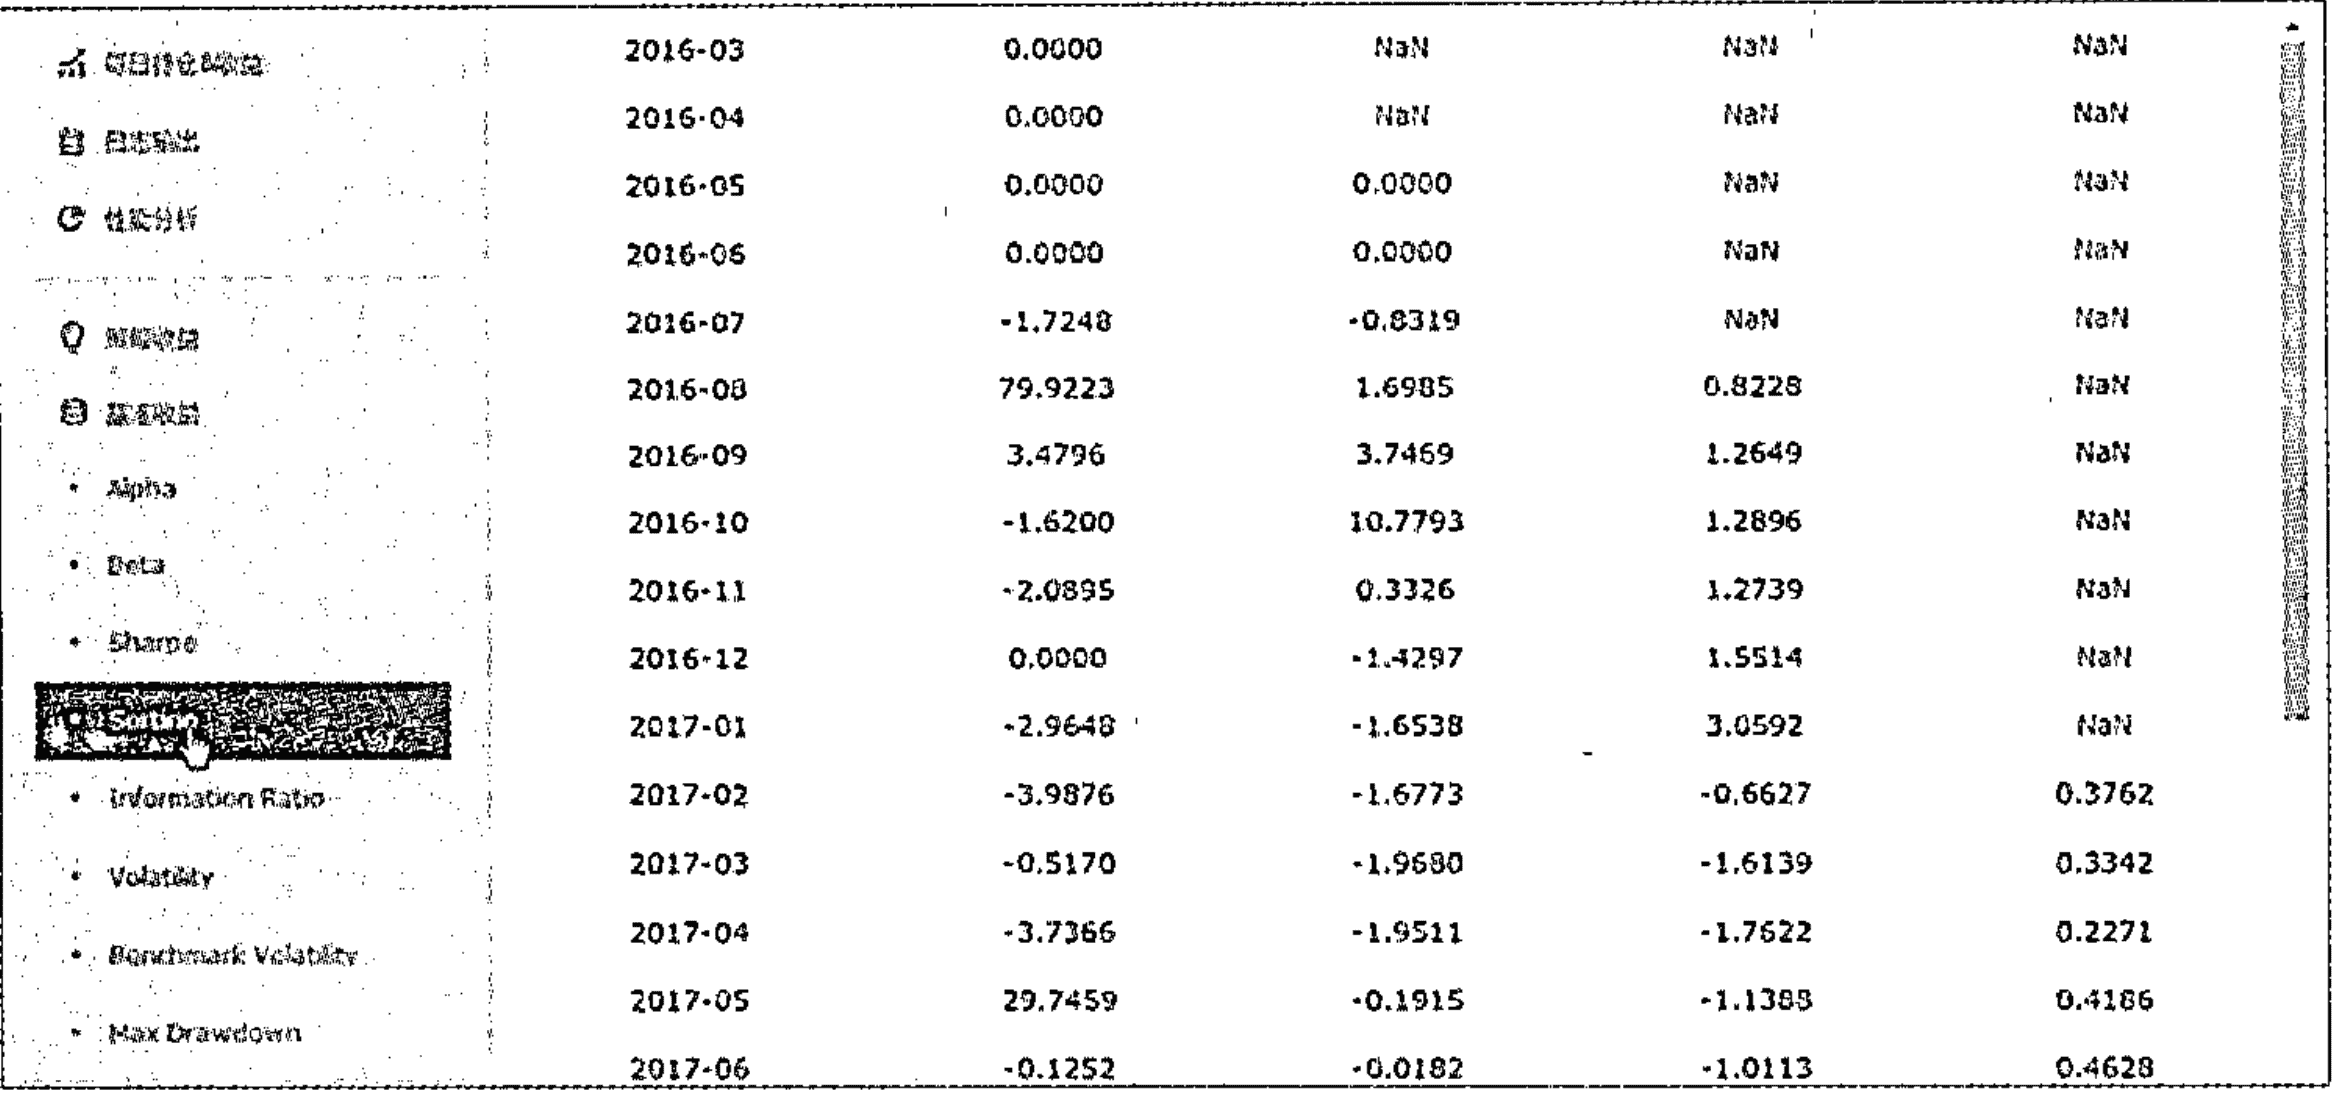 2016-03 0.0000 NaN NaN NaN
2016-04 0.0000 NaN NaN NaN
2016-05 0.0000 0.0000 NaN NaN
性能分析
2016-06 0.0000 0.0000 NaN NaN
2016-07 -1.7248 -0.8319 NaN NaN
2016-08 79.9223 1.6985 0.8228 NaN
2016-09 3.4796 3.7469 1.2649 NaN
Alpha
2016-10 -1.6200 10.7793 1.2896 NaN
Beta
2016-11 -2.0895 0.3326 1.2739 NaN
Sharpe
2016-12 0.0000 -1.4297 1.5514 NaN
Sortino
2017-01 -2.9648 -1.6538 3.0592 NaN
Information Ratio
2017-02 -3.9876 -1.6773 -0.6627 0.3762
Volatility
2017-03 -0.5170 -1.9680 -1.6139 0.3342
Benchmark Volatility
2017-04 -3.7366 -1.9511 -1.7622 0.2271
2017-05 29.7459 -0.1915 -1.1388 0.4186
Max Drawdown
2017-06 -0.1252 -0.0182 -1.0113 0.4628